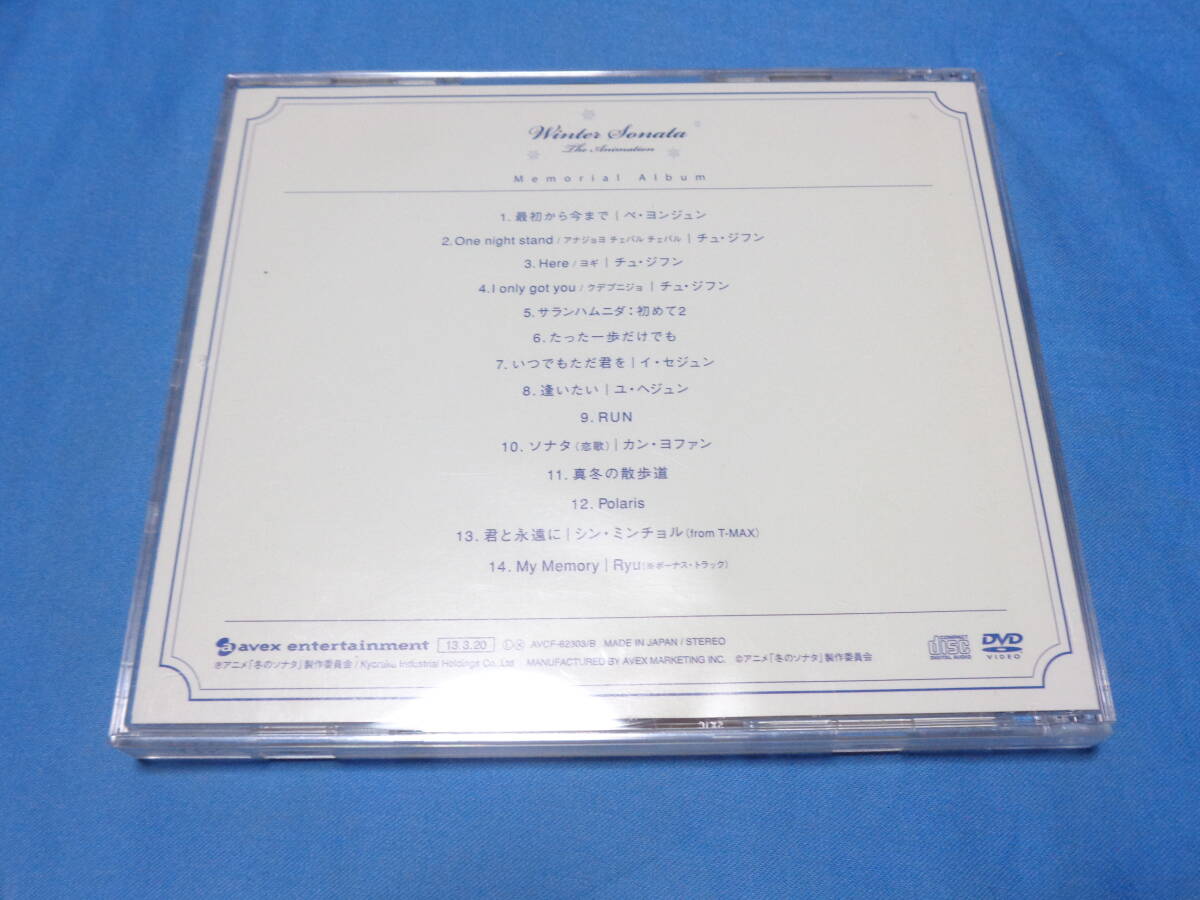 Winter Sonata
The Animation
Memorial Album
1. 最初から今まで | ペ・ヨンジュン
2. One night stand / アナジョヨ チェバル チェバル | チュ・ジフン
3. Here / ヨギ | チュ・ジフン
4. I only got you / クデプニジョ | チュ・ジフン
5. サランハムニダ：初めて2
6. たった一歩だけでも
7. いつでもただ君を | イ・セジュン
8. 逢いたい | ユ・ヘジュン
9. RUN
10. ソナタ（恋歌） | カン・ヨファン
11. 真冬の散歩道
12. Polaris
13. 君と永遠に | シン・ミンチョル（from T-MAX）
14. My Memory | Ryu（※ボーナス・トラック）
avex entertainment 13.3.20 AVCF-62303/B MADE IN JAPAN / STEREO
℗アニメ「冬のソナタ」製作委員会 / Kyoraku Industrial Holdings Co., Ltd. MANUFACTURED BY AVEX MARKETING INC. ©アニメ「冬のソナタ」製作委員会
COMPACT disc DIGITAL AUDIO
DVD VIDEO